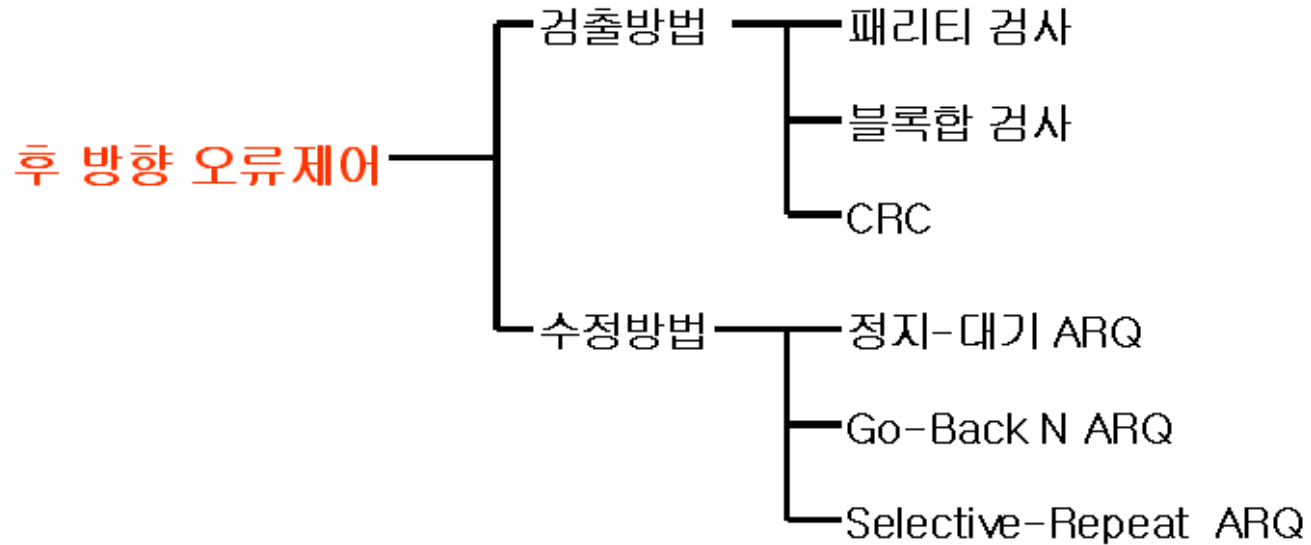 후 방향 오류제어
검출방법
패리티 검사
블록합 검사
CRC
수정방법
정지-대기 ARQ
Go-Back N ARQ
Selective-Repeat ARQ